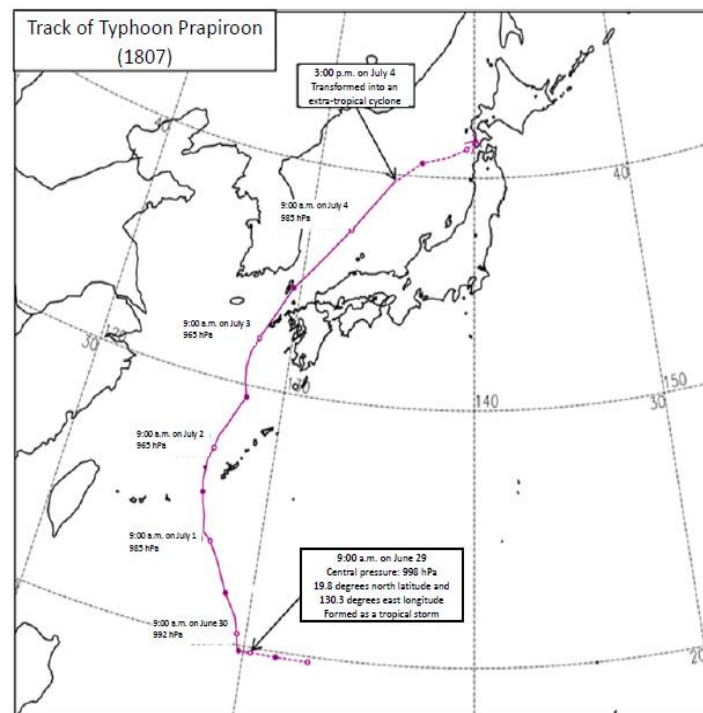 Track of Typhoon Prapiroon
(1807)
3:00 p.m. on July 4
Transformed into an
extra-tropical cyclone
9:00 a.m. on July 4
985 hPa
9:00 a.m. on July 3
965 hPa
9:00 a.m. on July 2
965 hPa
9:00 a.m. on July 1
985 hPa
9:00 a.m. on June 29
Central pressure: 998 hPa
19.8 degrees north latitude and
130.3 degrees east longitude
Formed as a tropical storm
9:00 a.m. on June 30
992 hPa
40
40
30
120
130
140
150
30
20